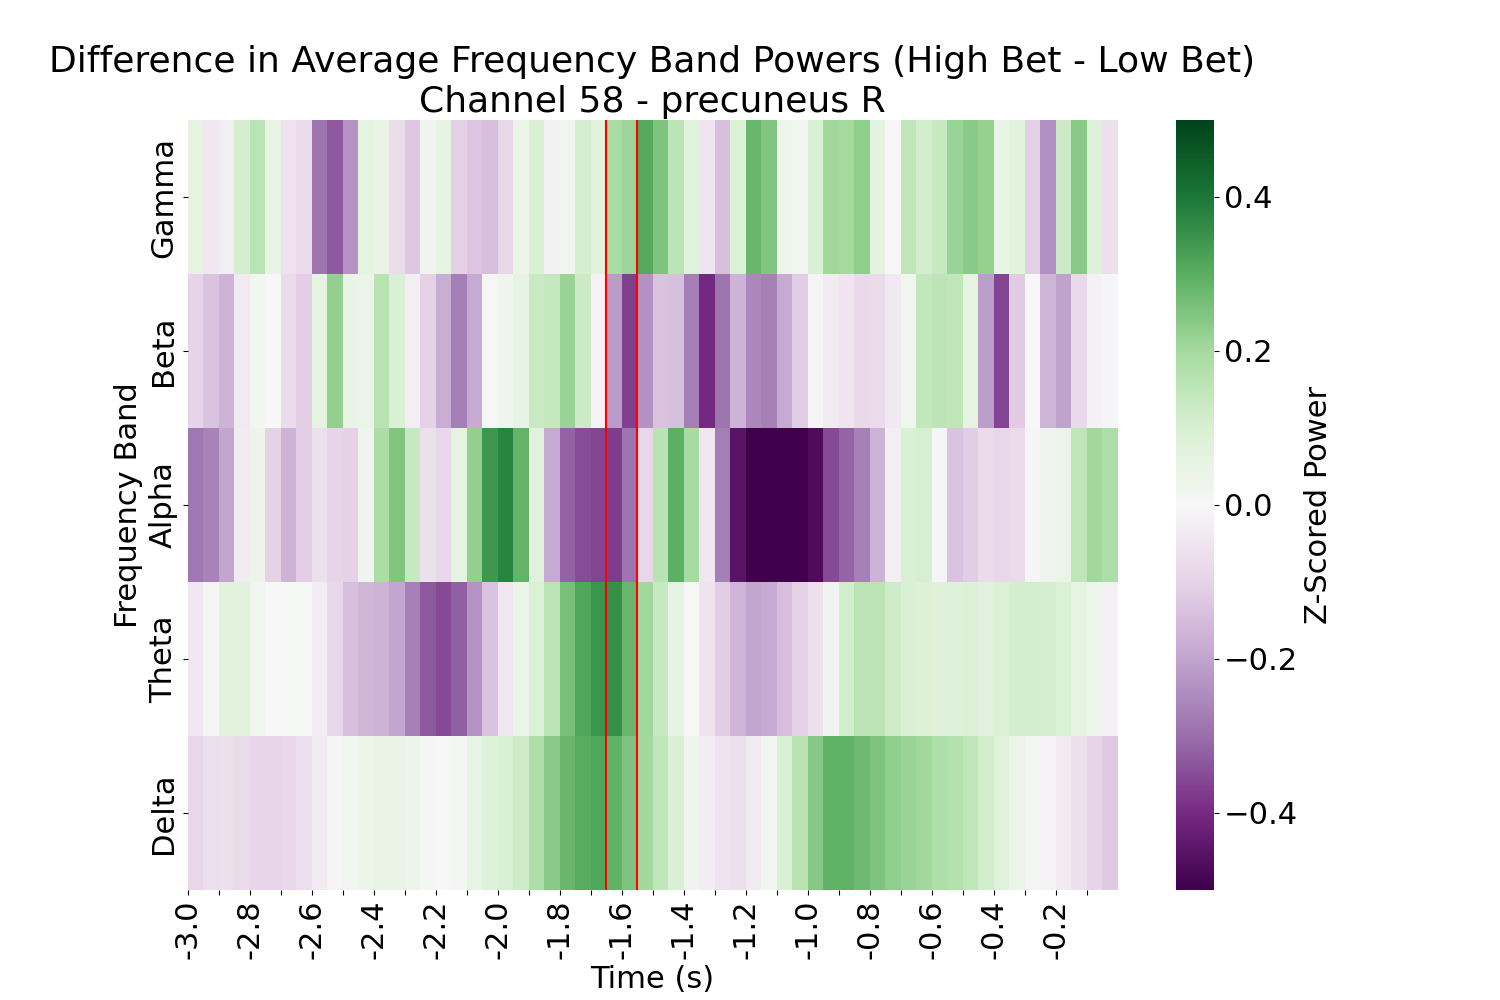 Difference in Average Frequency Band Powers (High Bet - Low Bet)
Channel 58 - precuneus R
Frequency Band
Gamma
Beta
Alpha
Theta
Delta
-3.0
-2.8
-2.6
-2.4
-2.2
-2.0
-1.8
-1.6
-1.4
-1.2
-1.0
-0.8
-0.6
-0.4
-0.2
Time (s)
0.4
0.2
0.0
−0.2
−0.4
Z-Scored Power